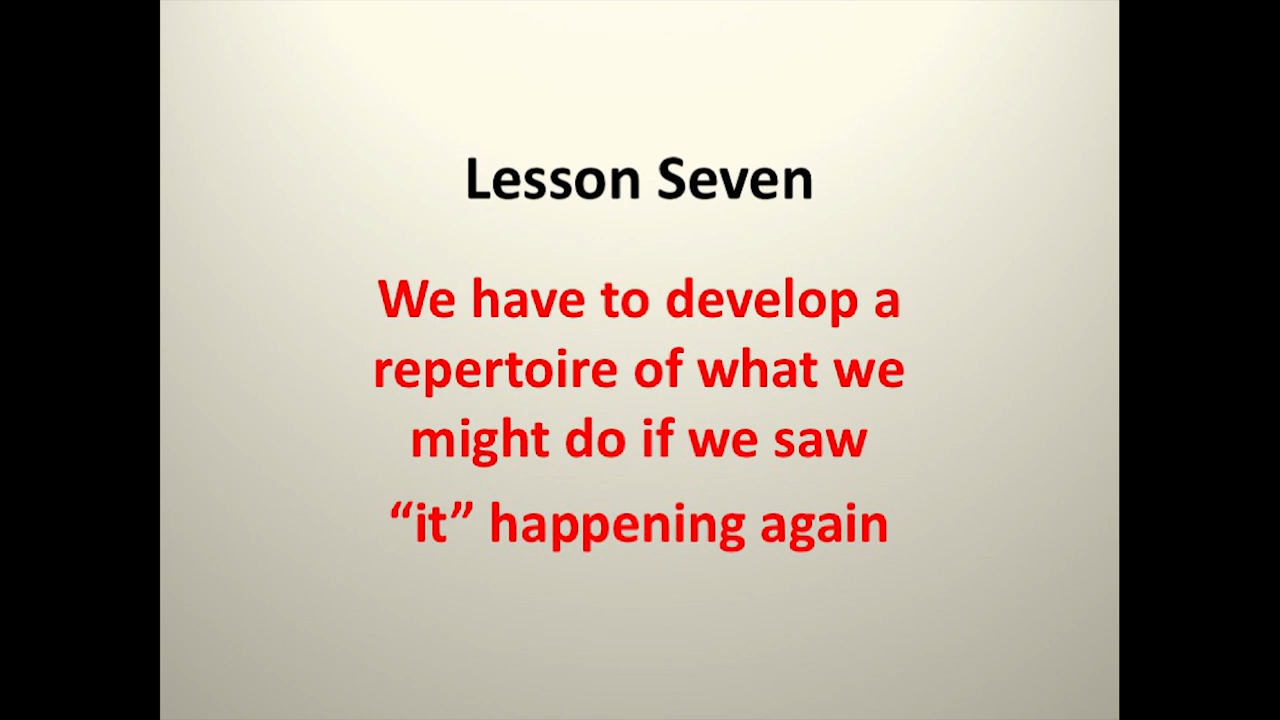 Lesson Seven
We have to develop a
repertoire of what we
might do if we saw
“it” happening again